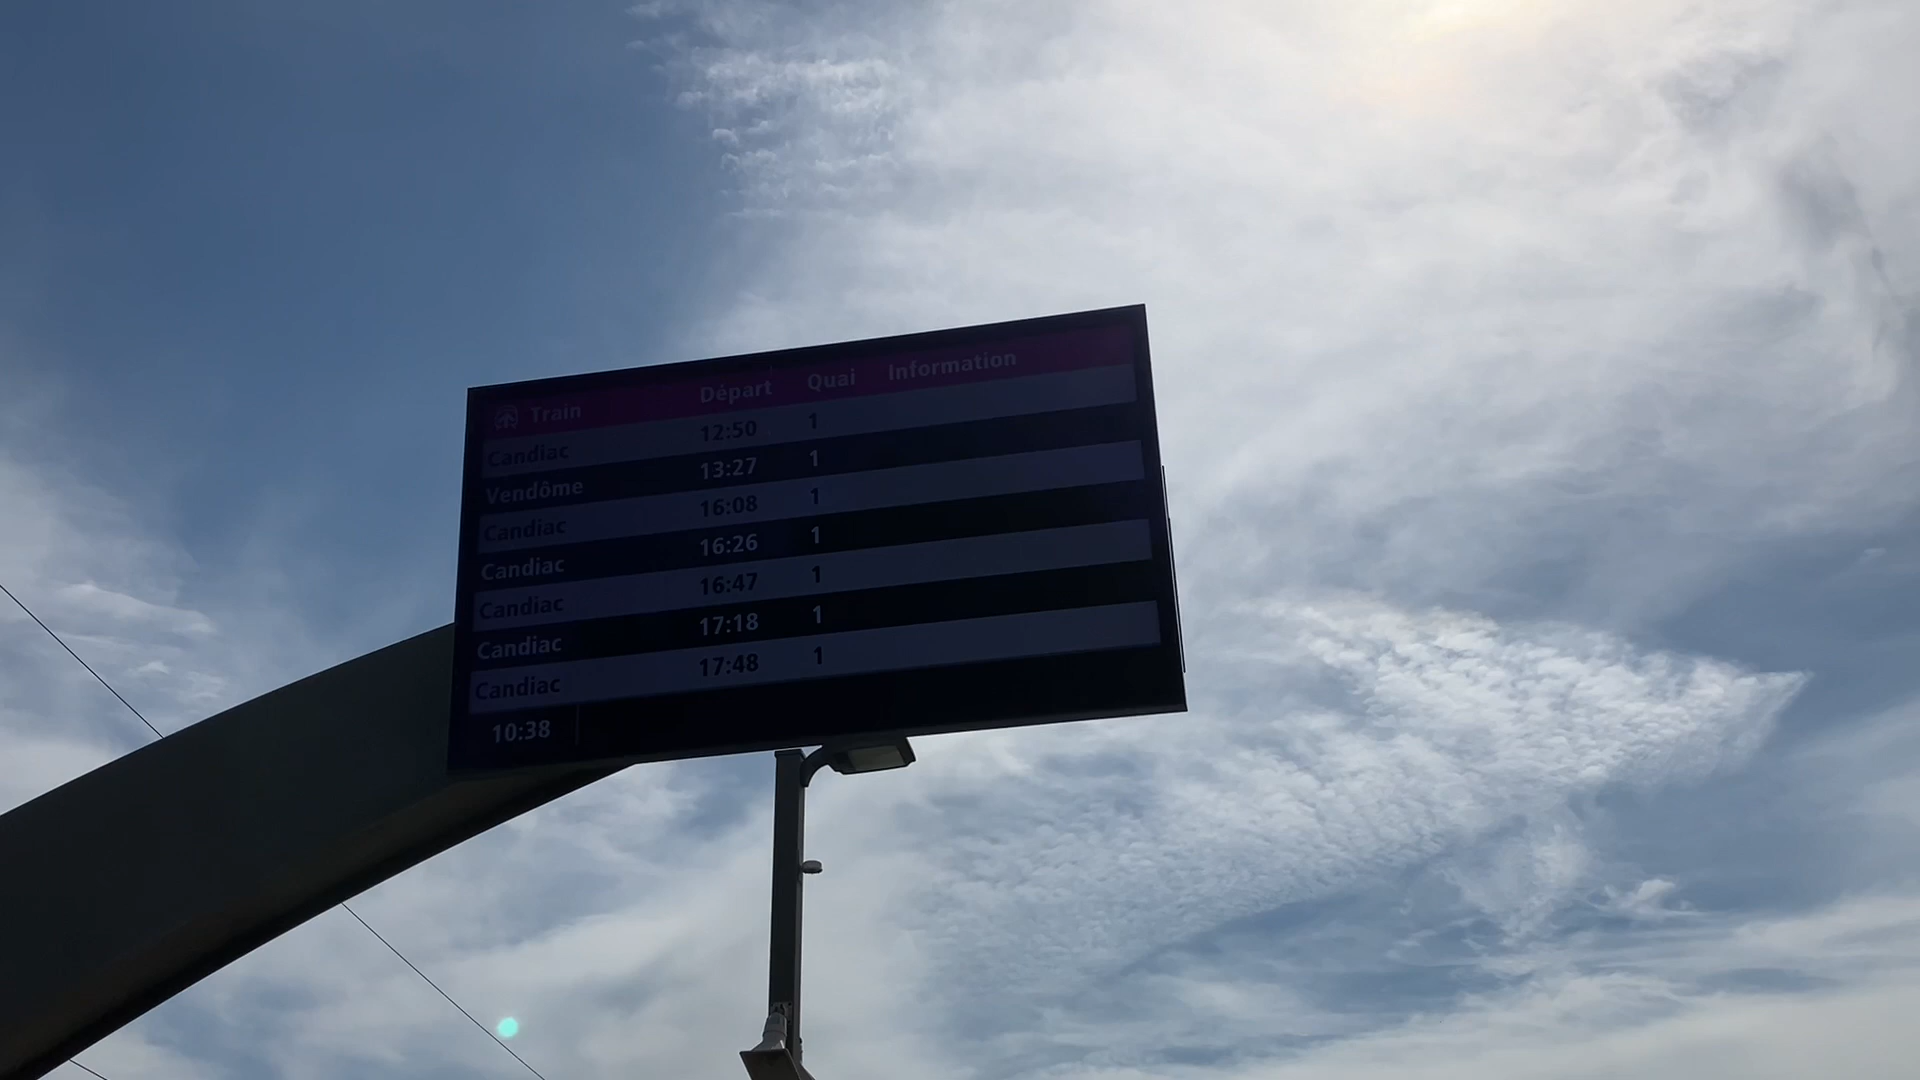 Train Départ Quai Information
Candiac 12:50 1
Vendôme 13:27 1
Candiac 16:08 1
Candiac 16:26 1
Candiac 16:47 1
Candiac 17:18 1
Candiac 17:48 1
10:38